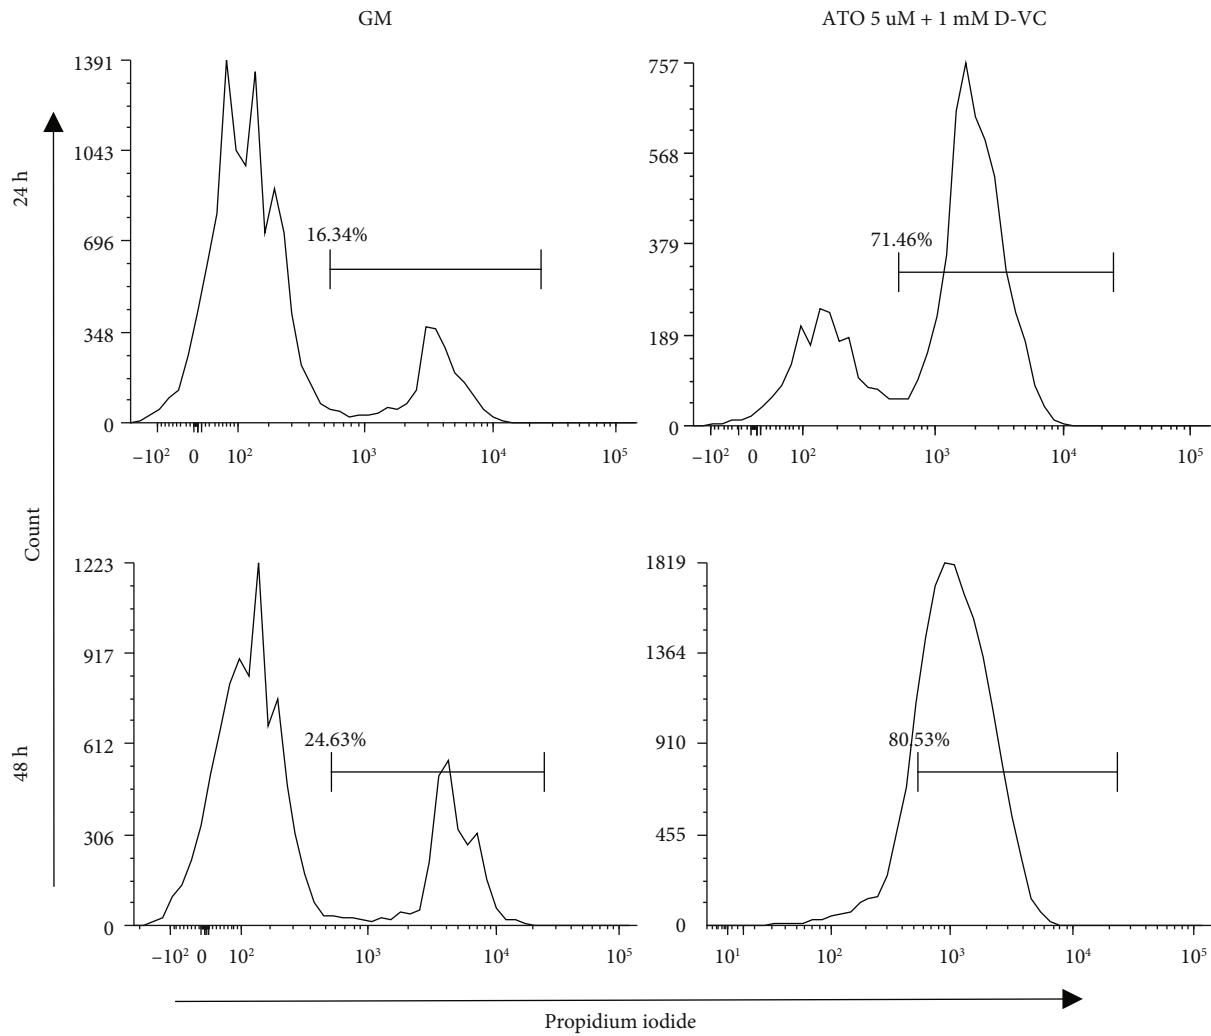 GM
ATO 5 uM + 1 mM D-VC
24 h
1391
1043
696
348
0
16.34%
−10² 0 10² 10³ 10⁴ 10⁵
757
568
379
189
0
71.46%
−10² 0 10² 10³ 10⁴ 10⁵
Count
48 h
1223
917
612
306
0
24.63%
−10² 0 10² 10³ 10⁴ 10⁵
1819
1364
910
455
0
80.53%
10¹ 10² 10³ 10⁴ 10⁵
Propidium iodide